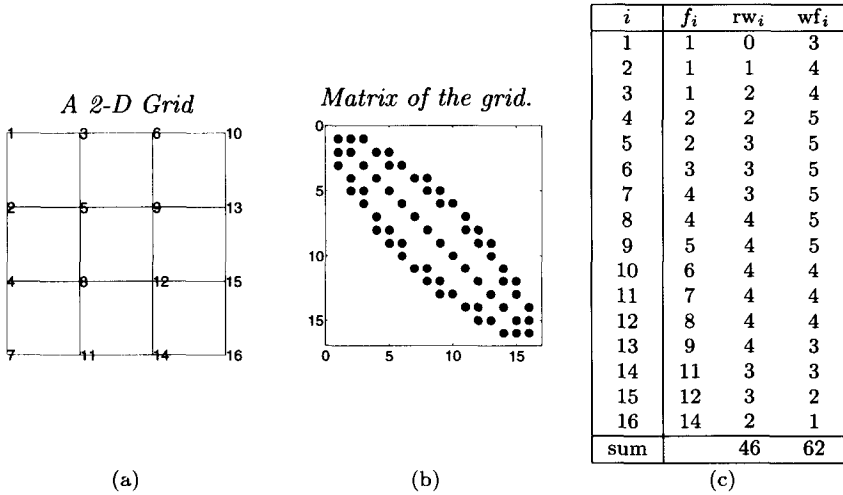 A 2-D Grid
1 3 6 10
2 5 9 13
4 8 12 15
7 11 14 16
(a)
Matrix of the grid.
0
5
10
15
0 5 10 15
(b)
i f_i rw_i wf_i
1 1 0 3
2 1 1 4
3 1 2 4
4 2 2 5
5 2 3 5
6 3 3 5
7 4 3 5
8 4 4 5
9 5 4 5
10 6 4 4
11 7 4 4
12 8 4 4
13 9 4 3
14 11 3 3
15 12 3 2
16 14 2 1
sum 46 62
(c)